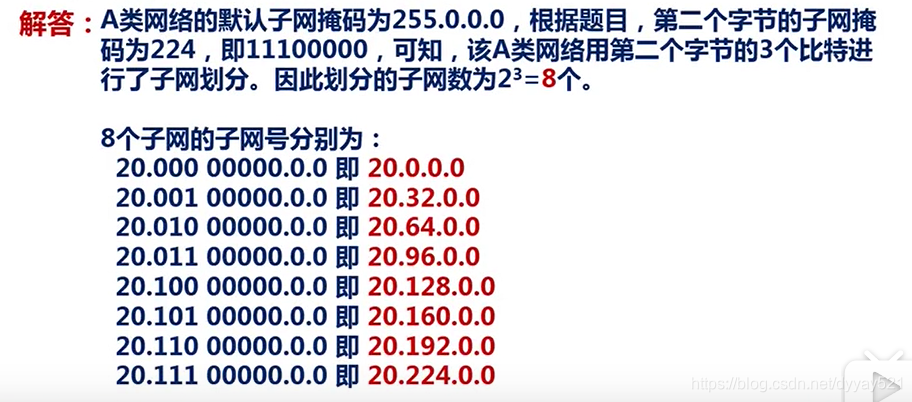 解答：A类网络的默认子网掩码为255.0.0.0，根据题目，第二个字节的子网掩
码为224，即11100000，可知，该A类网络用第二个字节的3个比特进
行了子网划分。因此划分的子网数为2³=8个。
8个子网的子网号分别为：
20.000 00000.0.0 即 20.0.0.0
20.001 00000.0.0 即 20.32.0.0
20.010 00000.0.0 即 20.64.0.0
20.011 00000.0.0 即 20.96.0.0
20.100 00000.0.0 即 20.128.0.0
20.101 00000.0.0 即 20.160.0.0
20.110 00000.0.0 即 20.192.0.0
20.111 00000.0.0 即 20.224.0.0
https://blog.csdn.net/dyyay521